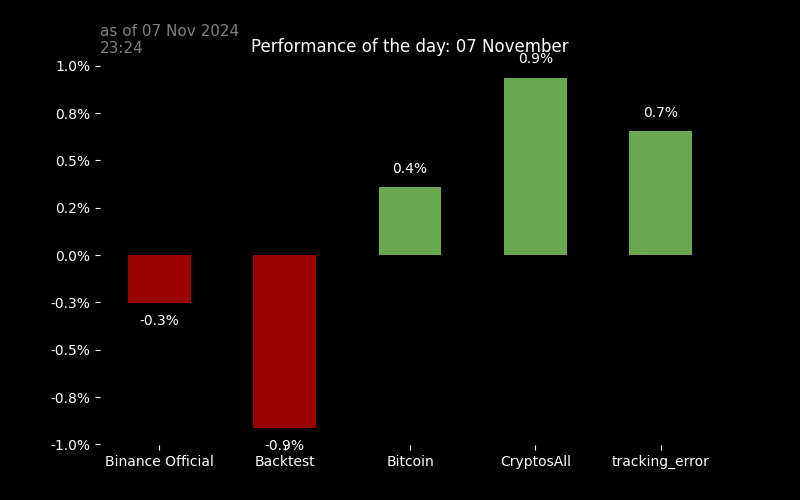 as of 07 Nov 2024
23:24
Performance of the day: 07 November
1.0%
0.8%
0.5%
0.2%
0.0%
-0.3%
-0.5%
-0.8%
-1.0%
-0.3%
-0.9%
0.4%
0.9%
0.7%
Binance Official
Backtest
Bitcoin
CryptosAll
tracking_error